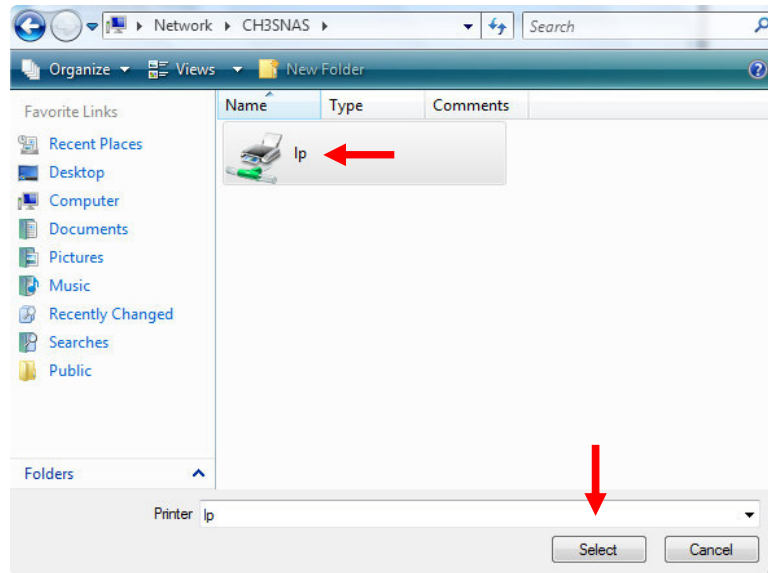 Network CH3SNAS Search
Organize Views New Folder
Favorite Links
Name Type Comments
Recent Places
lp
Desktop
Computer
Documents
Pictures
Music
Recently Changed
Searches
Public
Folders
Printer lp
Select Cancel